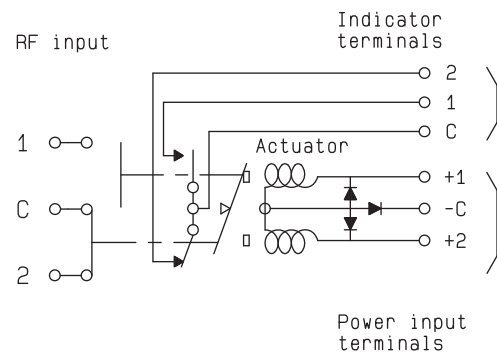 Indicator
terminals
RF input
2
1
C
Actuator
1
C
2
+1
-C
+2
Power input
terminals